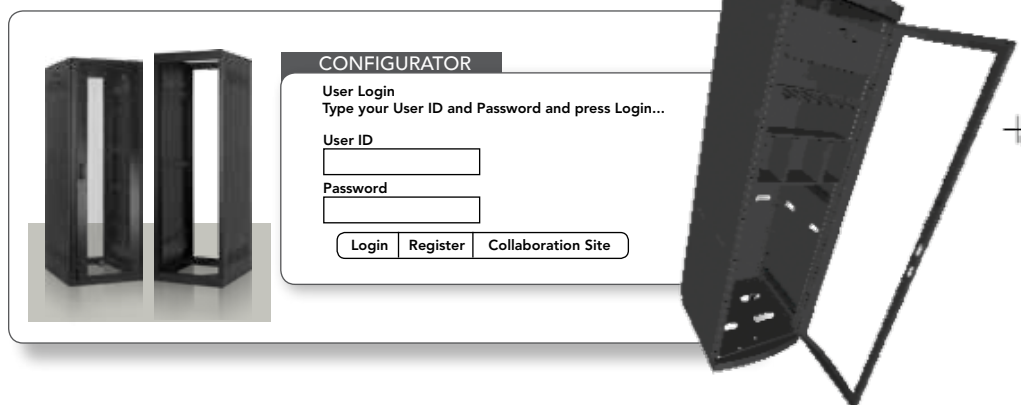 CONFIGURATOR
User Login
Type your User ID and Password and press Login...
User ID
Password
Login Register Collaboration Site